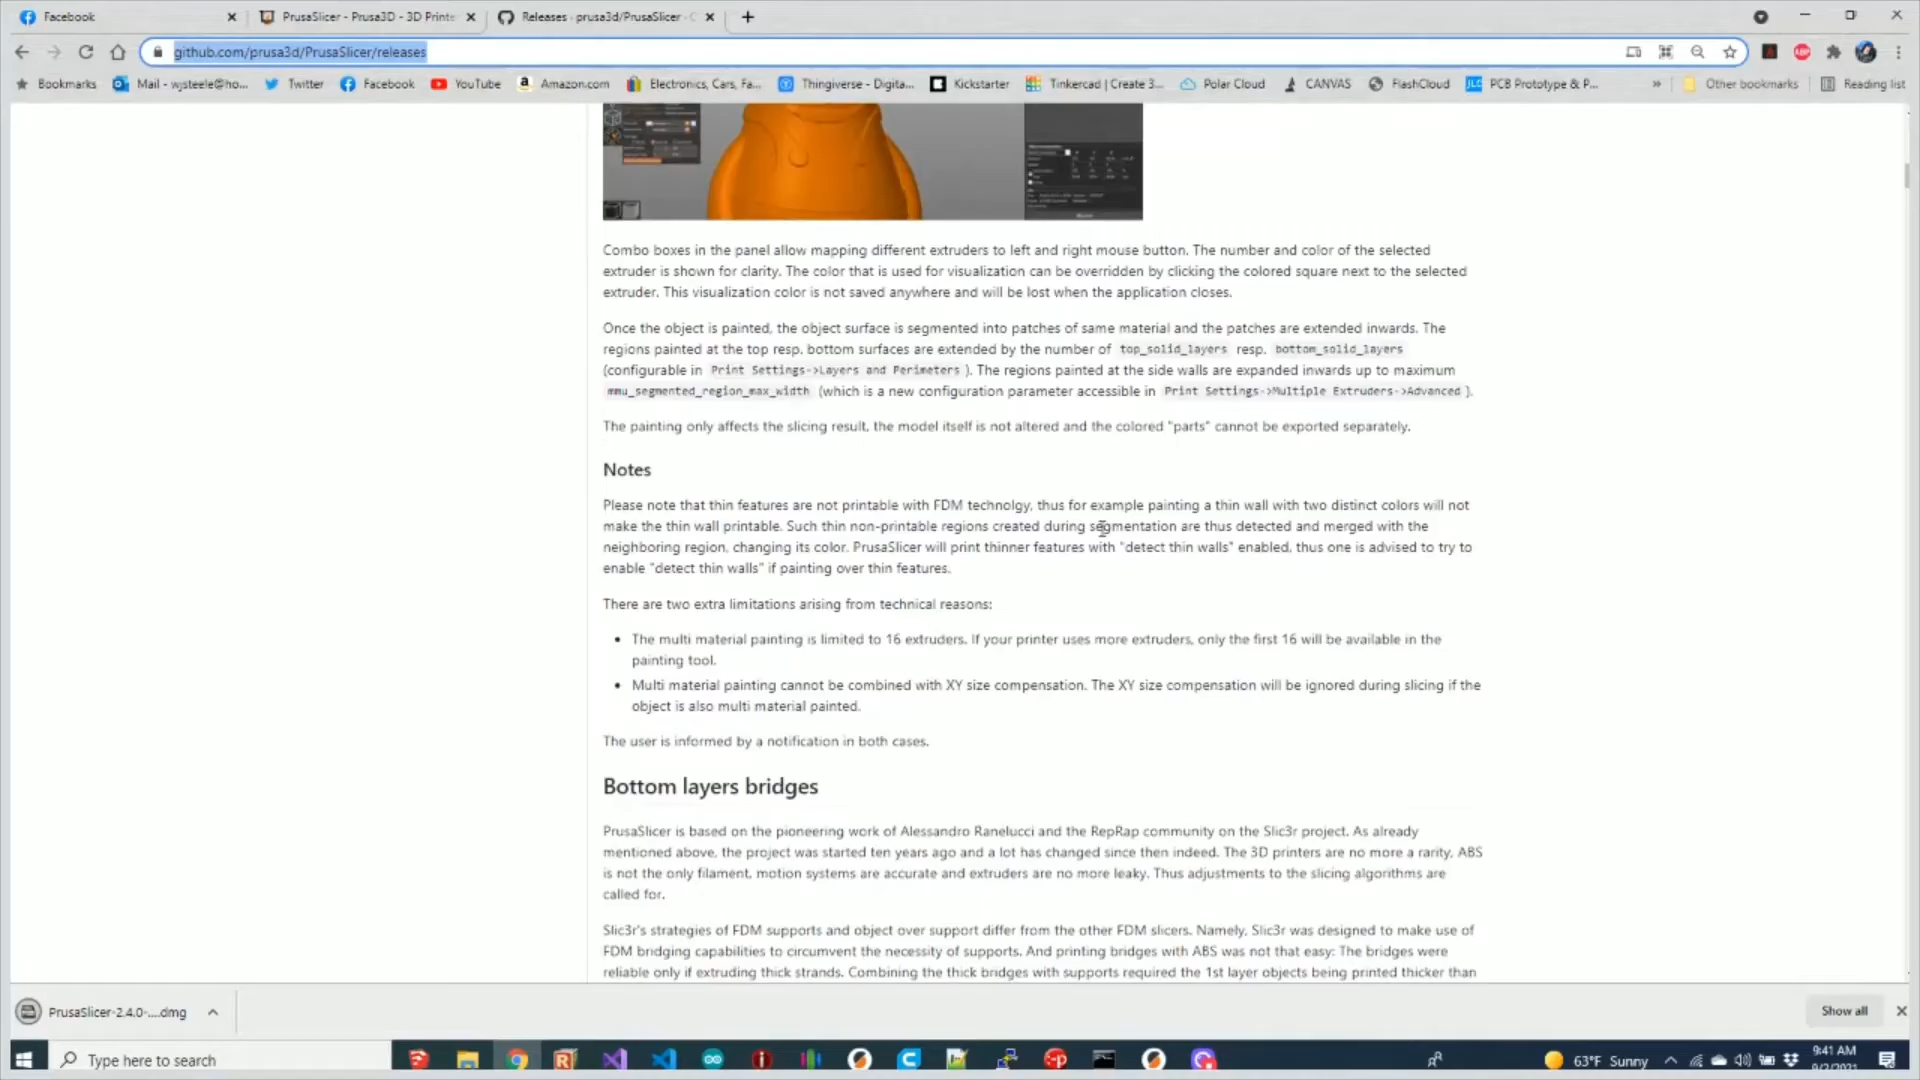 Facebook
PrusaSlicer - Prusa3D - 3D Printe
Releases · prusa3d/PrusaSlicer
github.com/prusa3d/PrusaSlicer/releases
Bookmarks
Mail - wjsteele@ho...
Twitter
Facebook
YouTube
Amazon.com
Electronics, Cars, Fa...
Thingiverse - Digita...
Kickstarter
Tinkercad | Create 3...
Polar Cloud
CANVAS
FlashCloud
PCB Prototype & P...
»
Other bookmarks
Reading list
Combo boxes in the panel allow mapping different extruders to left and right mouse button. The number and color of the selected
extruder is shown for clarity. The color that is used for visualization can be overridden by clicking the colored square next to the selected
extruder. This visualization color is not saved anywhere and will be lost when the application closes.
Once the object is painted, the object surface is segmented into patches of same material and the patches are extended inwards. The
regions painted at the top resp. bottom surfaces are extended by the number of top_solid_layers resp. bottom_solid_layers
(configurable in Print Settings->Layers and Perimeters ). The regions painted at the side walls are expanded inwards up to maximum
mmu_segmented_region_max_width (which is a new configuration parameter accessible in Print Settings->Multiple Extruders->Advanced ).
The painting only affects the slicing result, the model itself is not altered and the colored "parts" cannot be exported separately.
Notes
Please note that thin features are not printable with FDM technolgy, thus for example painting a thin wall with two distinct colors will not
make the thin wall printable. Such thin non-printable regions created during segmentation are thus detected and merged with the
neighboring region, changing its color. PrusaSlicer will print thinner features with "detect thin walls" enabled, thus one is advised to try to
enable "detect thin walls" if painting over thin features.
There are two extra limitations arising from technical reasons:
• The multi material painting is limited to 16 extruders. If your printer uses more extruders, only the first 16 will be available in the
painting tool.
• Multi material painting cannot be combined with XY size compensation. The XY size compensation will be ignored during slicing if the
object is also multi material painted.
The user is informed by a notification in both cases.
Bottom layers bridges
PrusaSlicer is based on the pioneering work of Alessandro Ranelucci and the RepRap community on the Slic3r project. As already
mentioned above, the project was started ten years ago and a lot has changed since then indeed. The 3D printers are no more a rarity, ABS
is not the only filament, motion systems are accurate and extruders are no more leaky. Thus adjustments to the slicing algorithms are
called for.
Slic3r's strategies of FDM supports and object over support differ from the other FDM slicers. Namely, Slic3r was designed to make use of
FDM bridging capabilities to circumvent the necessity of supports. And printing bridges with ABS was not that easy: The bridges were
reliable only if extruding thick strands. Combining the thick bridges with supports required the 1st layer objects being printed thicker than
PrusaSlicer-2.4.0-....dmg
Show all
Type here to search
63°F Sunny
9:41 AM
9/2/2021